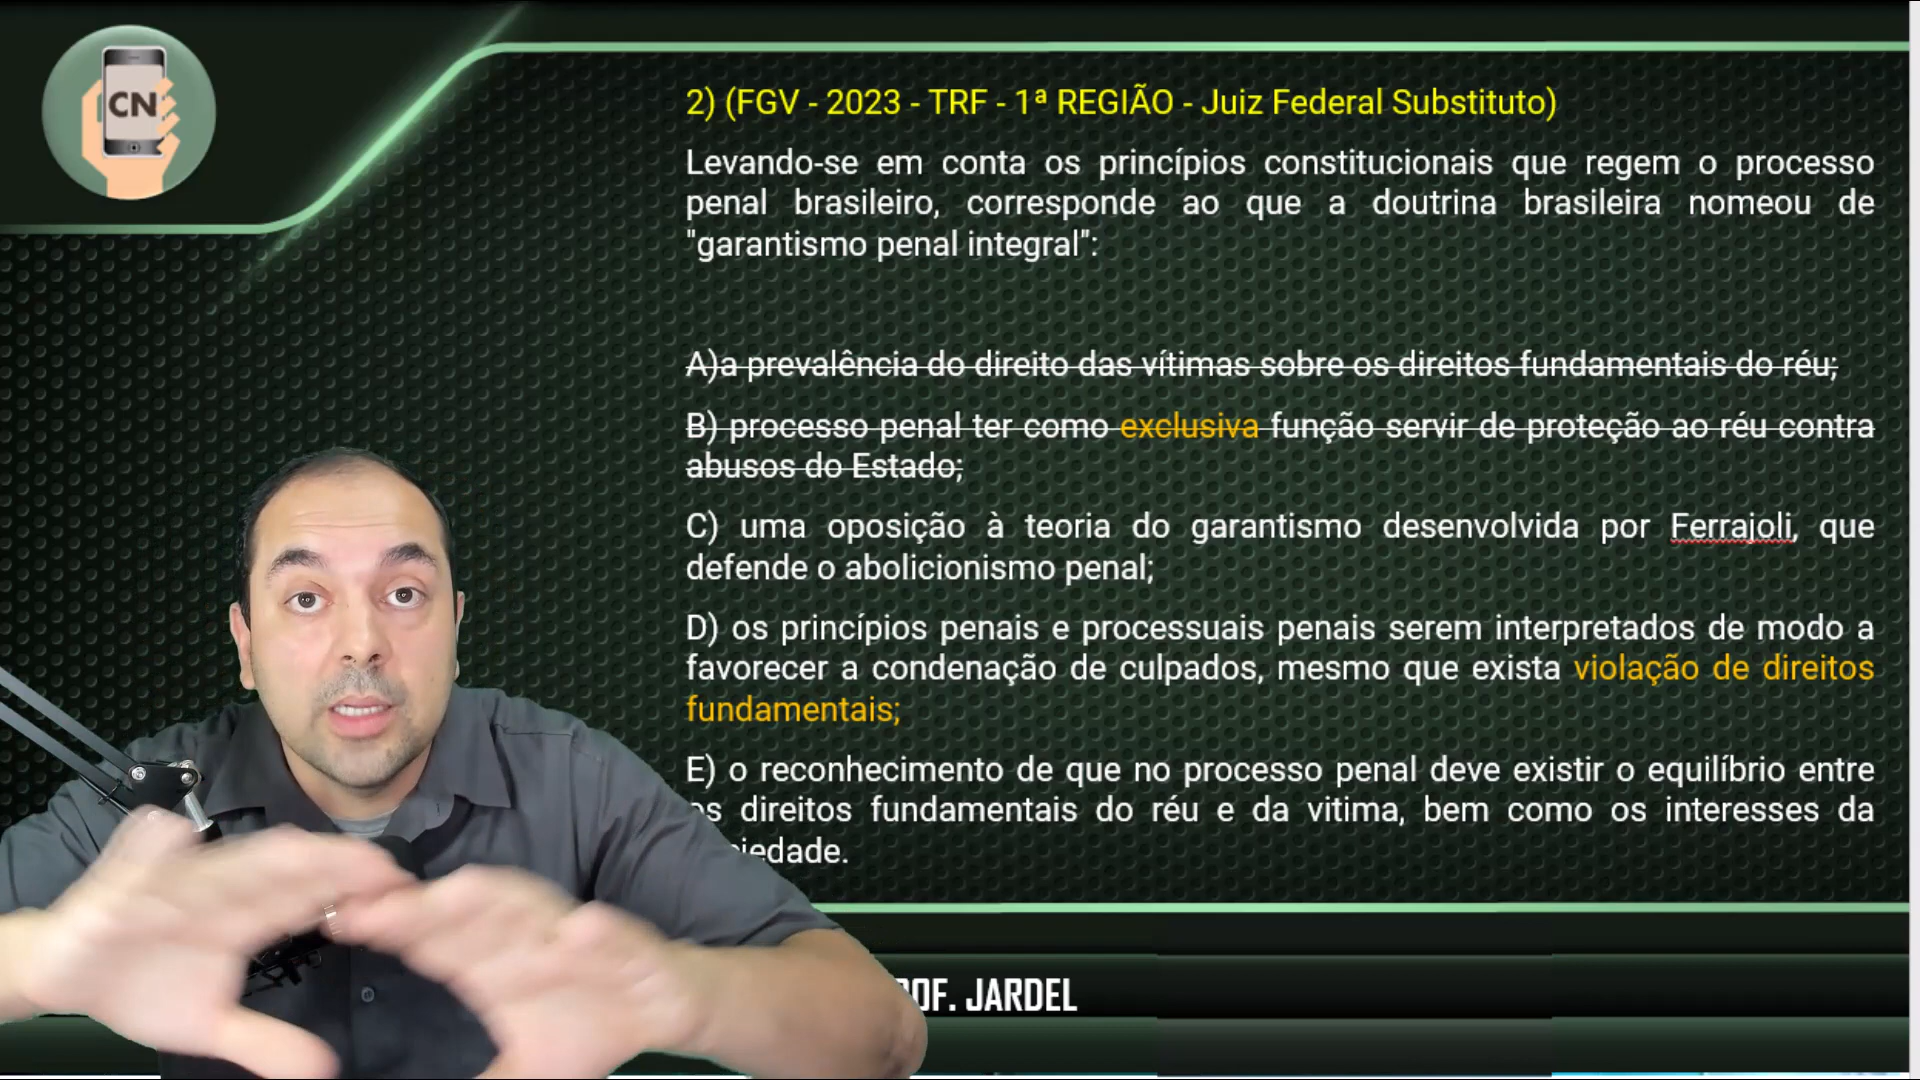 CN
2) (FGV - 2023 - TRF - 1ª REGIÃO - Juiz Federal Substituto)
Levando-se em conta os princípios constitucionais que regem o processo
penal brasileiro, corresponde ao que a doutrina brasileira nomeou de
"garantismo penal integral":
A)a prevalência do direito das vítimas sobre os direitos fundamentais do réu;
B) processo penal ter como exclusiva função servir de proteção ao réu contra
abusos do Estado;
C) uma oposição à teoria do garantismo desenvolvida por Ferrajoli, que
defende o abolicionismo penal;
D) os princípios penais e processuais penais serem interpretados de modo a
favorecer a condenação de culpados, mesmo que exista violação de direitos
fundamentais;
E) o reconhecimento de que no processo penal deve existir o equilíbrio entre
direitos fundamentais do réu e da vitima, bem como os interesses da
JARDEL